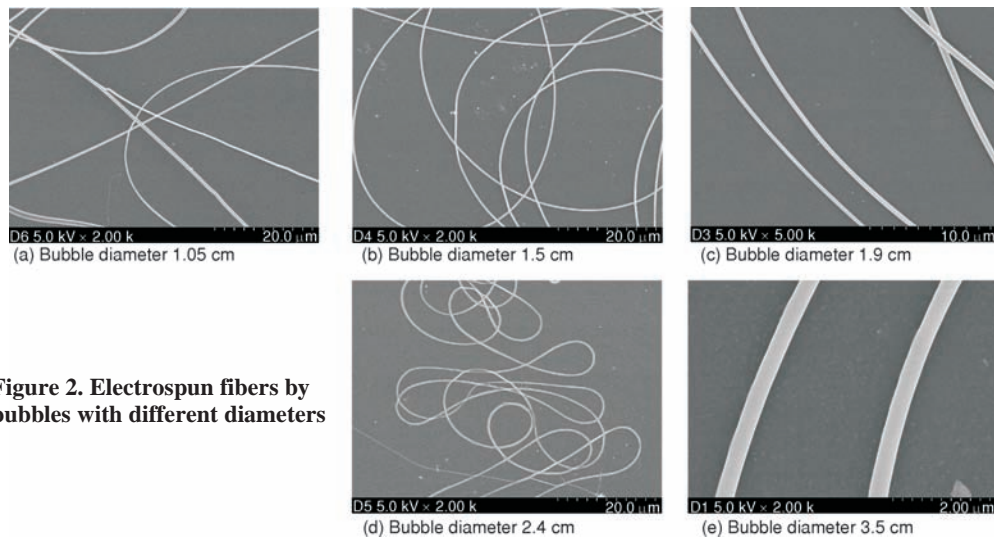 D6 5.0 kV × 2.00 k 20.0 µm
(a) Bubble diameter 1.05 cm
D4 5.0 kV × 2.00 k 20.0 µm
(b) Bubble diameter 1.5 cm
D3 5.0 kV × 5.00 k 10.0 µm
(c) Bubble diameter 1.9 cm
igure 2. Electrospun fibers by
ubbles with different diameters
D5 5.0 kV × 2.00 k 20.0 µm
(d) Bubble diameter 2.4 cm
D1 5.0 kV × 2.00 k 2.00 µm
(e) Bubble diameter 3.5 cm